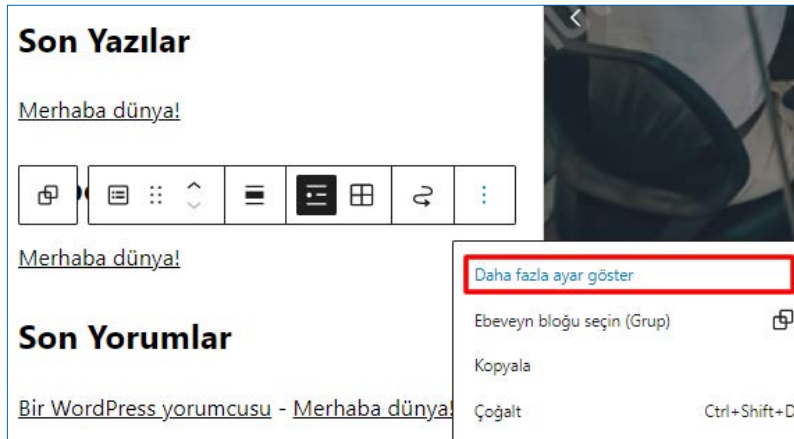 Son Yazılar
Merhaba dünya!
Merhaba dünya!
Daha fazla ayar göster
Ebeveyn bloğu seçin (Grup)
Son Yorumlar
Kopyala
Bir WordPress yorumcusu - Merhaba dünya!
Çoğalt Ctrl+Shift+D